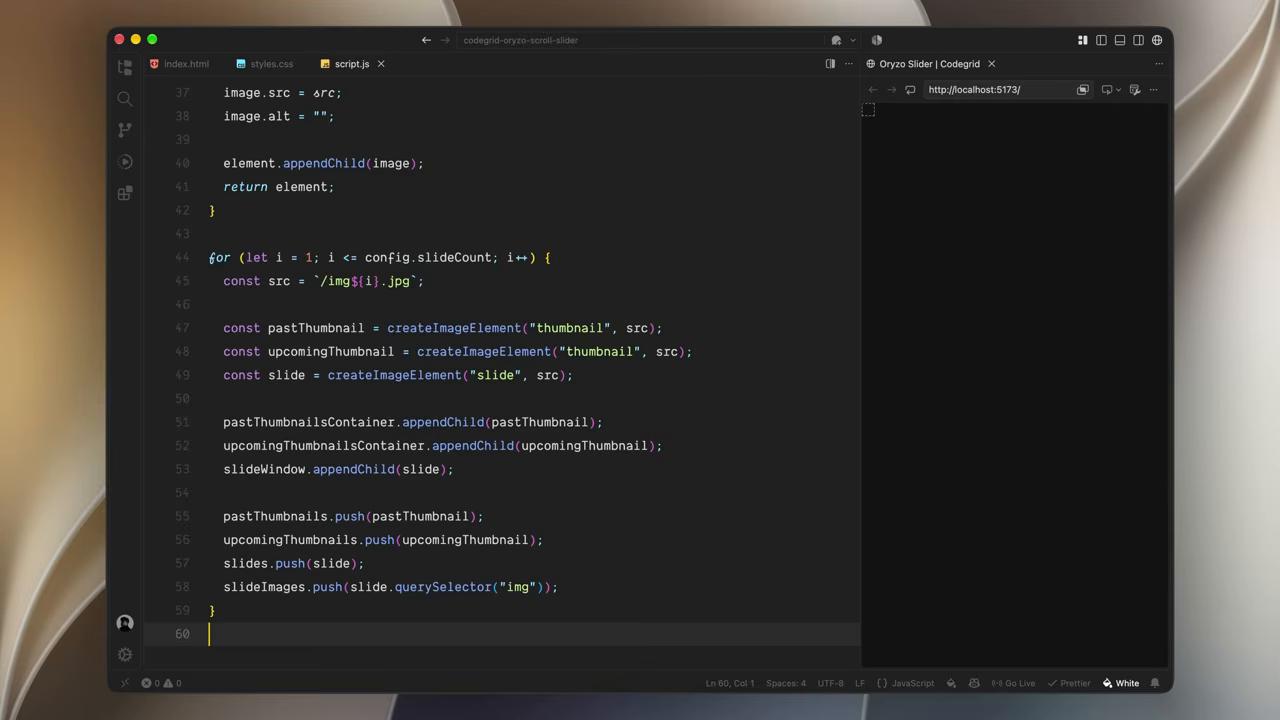 codegrid-oryzo-scroll-slider
index.html
styles.css
script.js
Oryzo Slider | Codegrid
http://localhost:5173/
37 image.src = src;
38 image.alt = "";
39
40 element.appendChild(image);
41 return element;
42 }
43
44 for (let i = 1; i <= config.slideCount; i++) {
45 const src = `/img${i}.jpg`;
46
47 const pastThumbnail = createImageElement("thumbnail", src);
48 const upcomingThumbnail = createImageElement("thumbnail", src);
49 const slide = createImageElement("slide", src);
50
51 pastThumbnailsContainer.appendChild(pastThumbnail);
52 upcomingThumbnailsContainer.appendChild(upcomingThumbnail);
53 slideWindow.appendChild(slide);
54
55 pastThumbnails.push(pastThumbnail);
56 upcomingThumbnails.push(upcomingThumbnail);
57 slides.push(slide);
58 slideImages.push(slide.querySelector("img"));
59 }
60
0 0 Ln 60, Col 1 Spaces: 4 UTF-8 LF {} JavaScript Go Live Prettier White